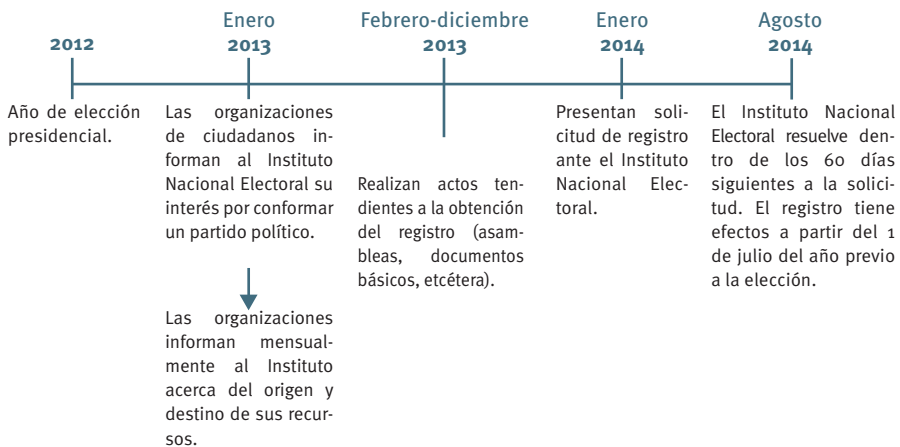 2012
Año de elección
presidencial.
Enero
2013
Las organizaciones
de ciudadanos in-
forman al Instituto
Nacional Electoral su
interés por conformar
un partido político.
Las organizaciones
informan mensual-
mente al Instituto
acerca del origen y
destino de sus recur-
sos.
Febrero-diciembre
2013
Realizan actos ten-
dientes a la obtención
del registro (asam-
bleas, documentos
básicos, etcétera).
Enero
2014
Presentan soli-
citud de registro
ante el Instituto
Nacional Elec-
toral.
Agosto
2014
El Instituto Nacional
Electoral resuelve den-
tro de los 60 días
siguientes a la solici-
tud. El registro tiene
efectos a partir del 1
de julio del año previo
a la elección.